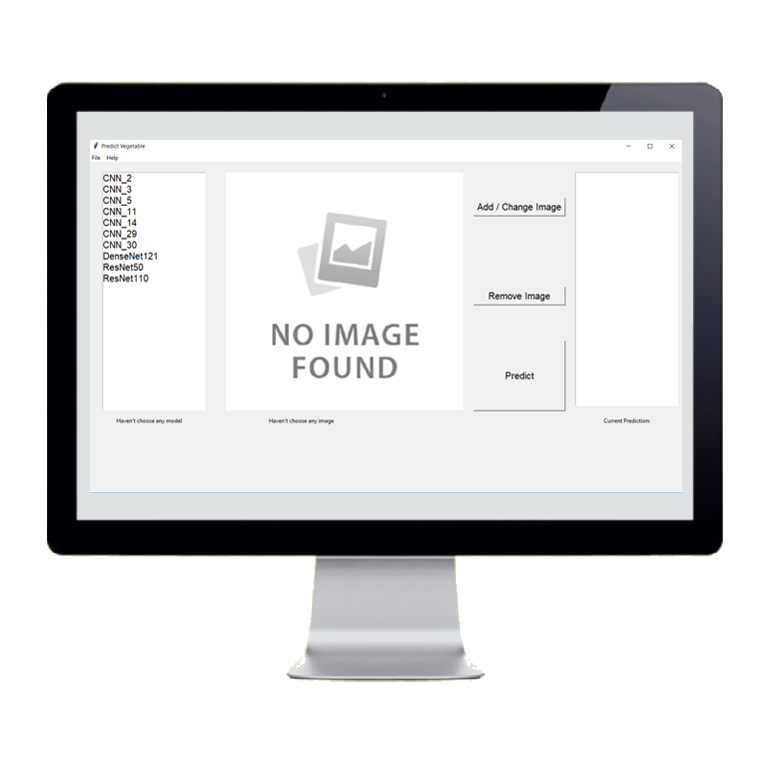 Predict Vegetable
File Help
CNN_2
CNN_3
CNN_5
CNN_11
CNN_14
CNN_29
CNN_30
DenseNet121
ResNet50
ResNet110
NO IMAGE
FOUND
Add / Change Image
Remove Image
Predict
Haven't choose any model
Haven't choose any image
Current Prediction: